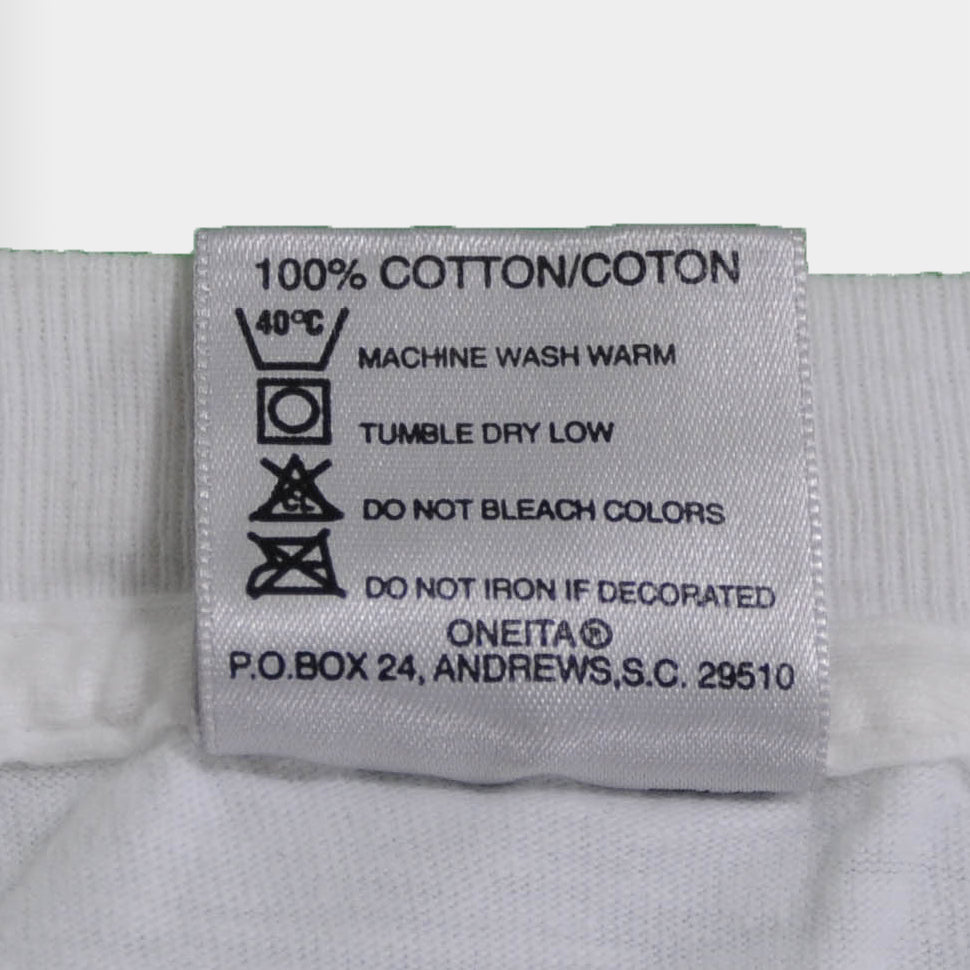 100% COTTON/COTON
40°C MACHINE WASH WARM
TUMBLE DRY LOW
CL DO NOT BLEACH COLORS
DO NOT IRON IF DECORATED
ONEITA®
P.O.BOX 24, ANDREWS,S.C. 29510